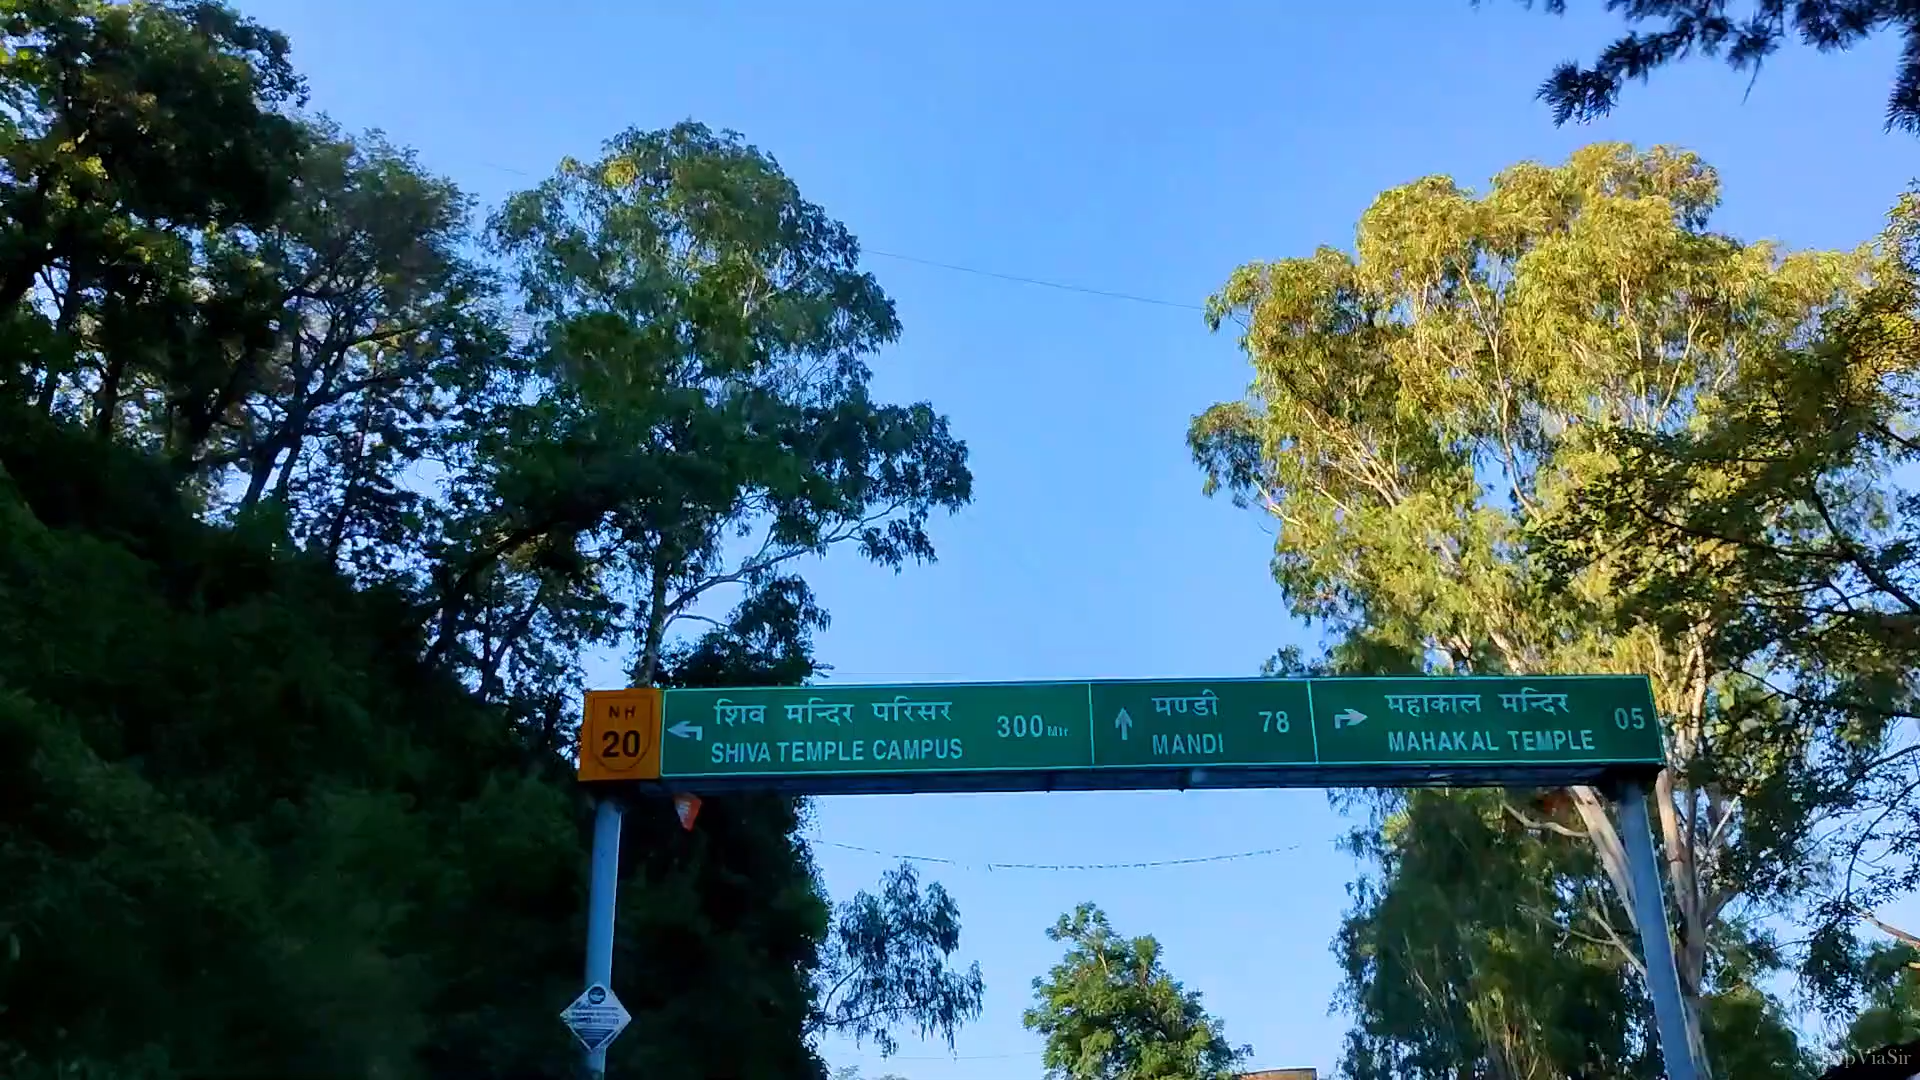 NH
20
शिव मन्दिर परिसर
SHIVA TEMPLE CAMPUS
300 Mtr
मण्डी
MANDI
78
महाकाल मन्दिर
MAHAKAL TEMPLE
05